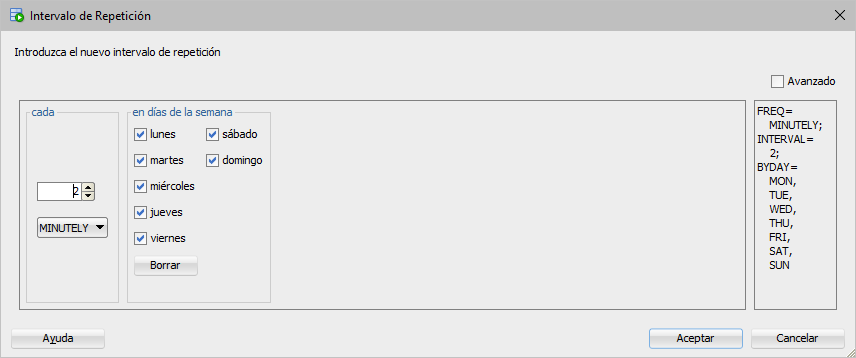 Intervalo de Repetición
Introduzca el nuevo intervalo de repetición
Avanzado
cada
2
MINUTELY
en días de la semana
lunes
sábado
martes
domingo
miércoles
jueves
viernes
Borrar
FREQ=
MINUTELY;
INTERVAL=
2;
BYDAY=
MON,
TUE,
WED,
THU,
FRI,
SAT,
SUN
Ayuda
Aceptar
Cancelar